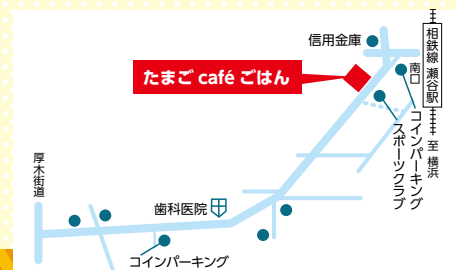 信用金庫
相鉄線 瀬谷駅
南口
たまご café ごはん
至 横浜
コインパーキング
スポーツクラブ
厚木街道
歯科医院
コインパーキング